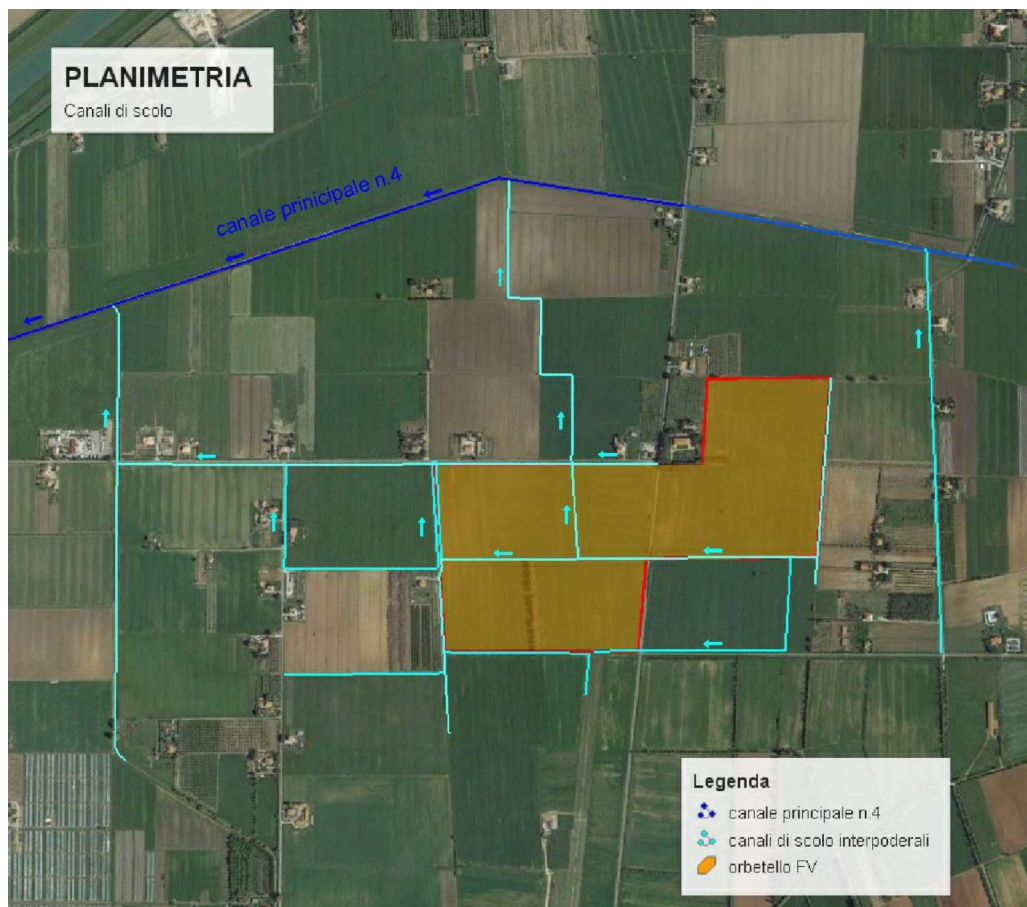 PLANIMETRIA
Canali di scolo
canale prinicipale n.4
Legenda
canale principale n.4
canali di scolo interpoderali
orbetello FV